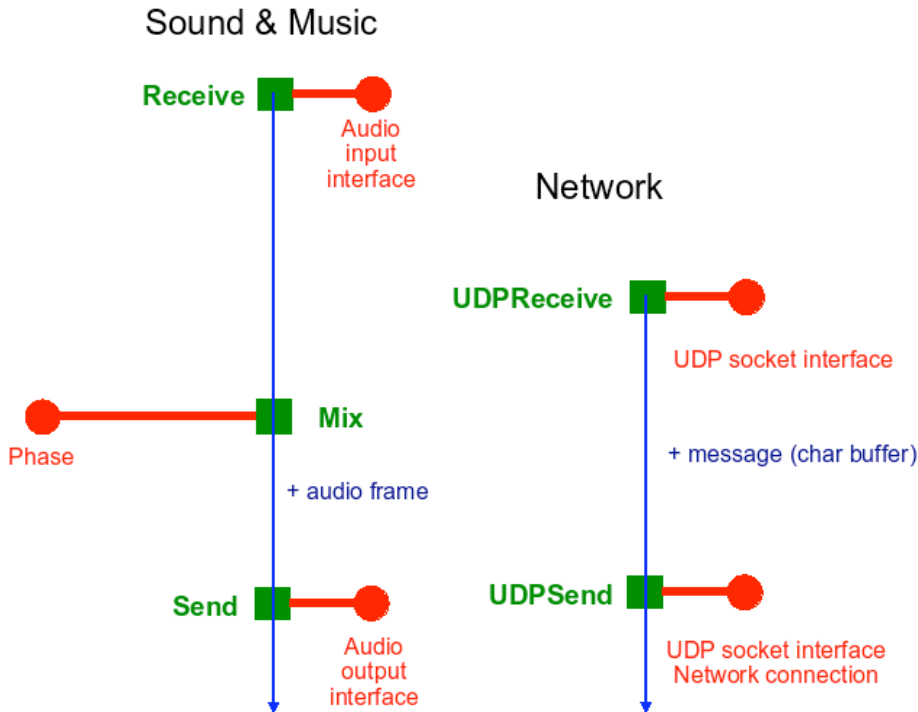 Sound & Music
Receive
Audio
input
interface
Mix
Phase
+ audio frame
Send
Audio
output
interface
Network
UDPReceive
UDP socket interface
+ message (char buffer)
UDPSend
UDP socket interface
Network connection